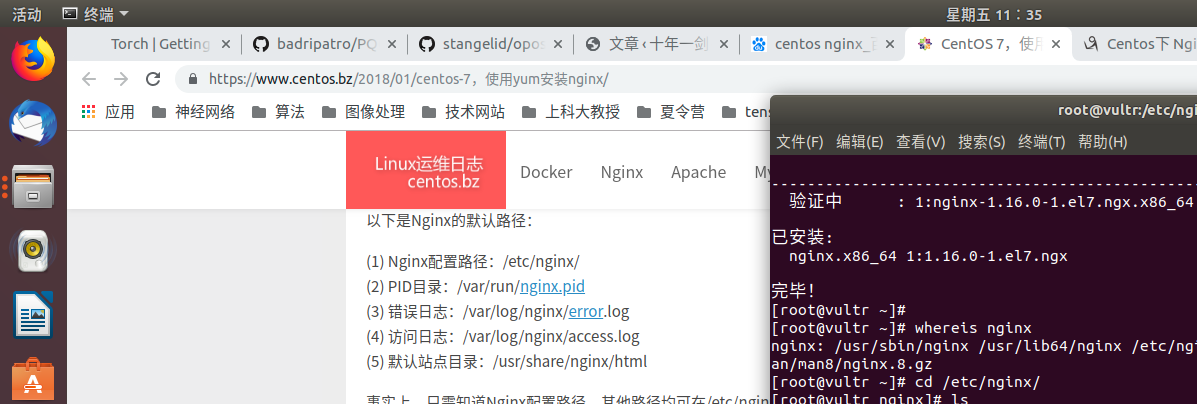 活动 终端 星期五 11：35
Torch | Getting badripatro/PQ stangelid/opos 文章 ‹ 十年一剑 centos nginx_ CentOS 7，使用 Centos下 Ngin
https://www.centos.bz/2018/01/centos-7，使用yum安装nginx/
应用 神经网络 算法 图像处理 技术网站 上科大教授 夏令营 tens
Linux运维日志
centos.bz
Docker Nginx Apache My
以下是Nginx的默认路径：
(1) Nginx配置路径：/etc/nginx/
(2) PID目录：/var/run/nginx.pid
(3) 错误日志：/var/log/nginx/error.log
(4) 访问日志：/var/log/nginx/access.log
(5) 默认站点目录：/usr/share/nginx/html
事实上，只需知道Nginx配置路径，其他路径均可在/etc/nginx
root@vultr:/etc/ngi
文件(F) 编辑(E) 查看(V) 搜索(S) 终端(T) 帮助(H)
验证中 : 1:nginx-1.16.0-1.el7.ngx.x86_64
已安装:
nginx.x86_64 1:1.16.0-1.el7.ngx
完毕！
[root@vultr ~]#
[root@vultr ~]# whereis nginx
nginx: /usr/sbin/nginx /usr/lib64/nginx /etc/ngi
an/man8/nginx.8.gz
[root@vultr ~]# cd /etc/nginx/
[root@vultr nginx]# ls